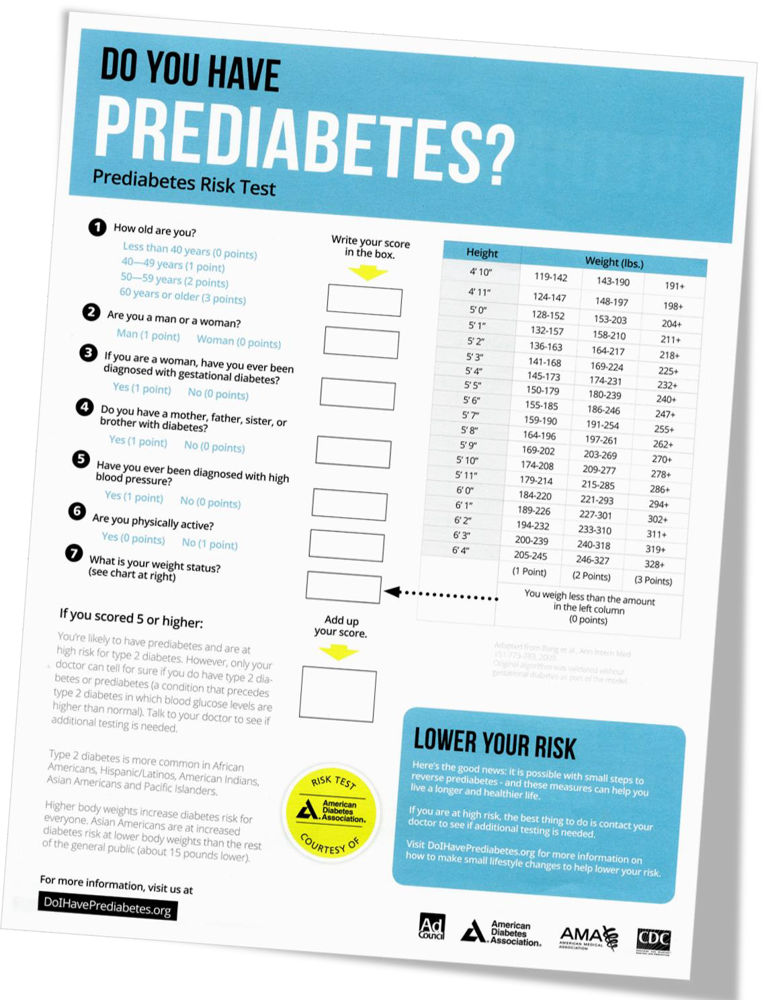 DO YOU HAVE
PREDIABETES?
Prediabetes Risk Test
1 How old are you?
Less than 40 years (0 points)
40—49 years (1 point)
50—59 years (2 points)
60 years or older (3 points)
2 Are you a man or a woman?
Man (1 point) Woman (0 points)
3 If you are a woman, have you ever been
diagnosed with gestational diabetes?
Yes (1 point) No (0 points)
4 Do you have a mother, father, sister, or
brother with diabetes?
Yes (1 point) No (0 points)
5 Have you ever been diagnosed with high
blood pressure?
Yes (1 point) No (0 points)
6 Are you physically active?
Yes (0 points) No (1 point)
7 What is your weight status?
(see chart at right)
Write your score
in the box.
Add up
your score.
Height Weight (lbs.)
4' 10" 119-142 143-190 191+
4' 11" 124-147 148-197 198+
5' 0" 128-152 153-203 204+
5' 1" 132-157 158-210 211+
5' 2" 136-163 164-217 218+
5' 3" 141-168 169-224 225+
5' 4" 145-173 174-231 232+
5' 5" 150-179 180-239 240+
5' 6" 155-185 186-246 247+
5' 7" 159-190 191-254 255+
5' 8" 164-196 197-261 262+
5' 9" 169-202 203-269 270+
5' 10" 174-208 209-277 278+
5' 11" 179-214 215-285 286+
6' 0" 184-220 221-293 294+
6' 1" 189-226 227-301 302+
6' 2" 194-232 233-310 311+
6' 3" 200-239 240-318 319+
6' 4" 205-245 246-327 328+
(1 Point) (2 Points) (3 Points)
You weigh less than the amount
in the left column
(0 points)
Adapted from Bang et al., Ann Intern Med
151:775-783, 2009.
Original algorithm was validated without
gestational diabetes as part of the model.
If you scored 5 or higher:
You're likely to have prediabetes and are at
high risk for type 2 diabetes. However, only your
doctor can tell for sure if you do have type 2 dia-
betes or prediabetes (a condition that precedes
type 2 diabetes in which blood glucose levels are
higher than normal). Talk to your doctor to see if
additional testing is needed.
Type 2 diabetes is more common in African
Americans, Hispanic/Latinos, American Indians,
Asian Americans and Pacific Islanders.
Higher body weights increase diabetes risk for
everyone. Asian Americans are at increased
diabetes risk at lower body weights than the rest
of the general public (about 15 pounds lower).
For more information, visit us at
DoIHavePrediabetes.org
RISK TEST
American
Diabetes
Association.
COURTESY OF
LOWER YOUR RISK
Here's the good news: it is possible with small steps to
reverse prediabetes - and these measures can help you
live a longer and healthier life.
If you are at high risk, the best thing to do is contact your
doctor to see if additional testing is needed.
Visit DoIHavePrediabetes.org for more information on
how to make small lifestyle changes to help lower your risk.
Ad
Council
American
Diabetes
Association.
AMA
AMERICAN MEDICAL
ASSOCIATION
CDC
CENTERS FOR DISEASE
CONTROL AND PREVENTION